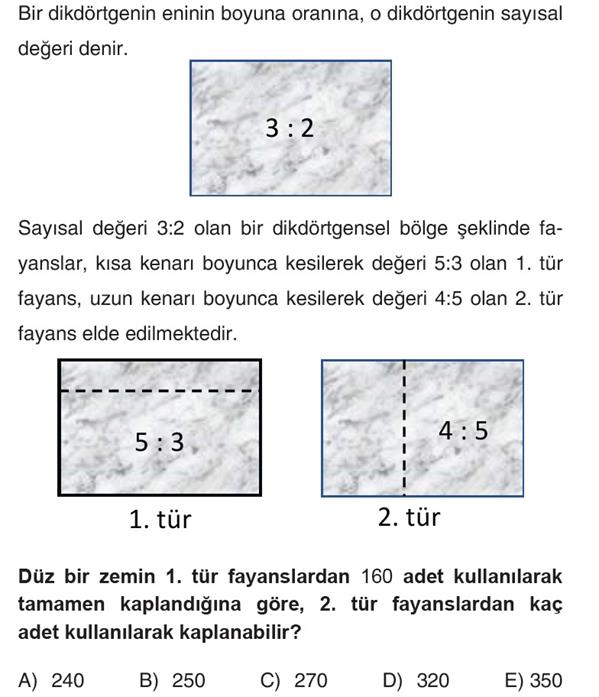 Bir dikdörtgenin eninin boyuna oranına, o dikdörtgenin sayısal
değeri denir.
3 : 2
Sayısal değeri 3:2 olan bir dikdörtgensel bölge şeklinde fa-
yanslar, kısa kenarı boyunca kesilerek değeri 5:3 olan 1. tür
fayans, uzun kenarı boyunca kesilerek değeri 4:5 olan 2. tür
fayans elde edilmektedir.
5 : 3
4 : 5
1. tür
2. tür
Düz bir zemin 1. tür fayanslardan 160 adet kullanılarak
tamamen kaplandığına göre, 2. tür fayanslardan kaç
adet kullanılarak kaplanabilir?
A) 240 B) 250 C) 270 D) 320 E) 350